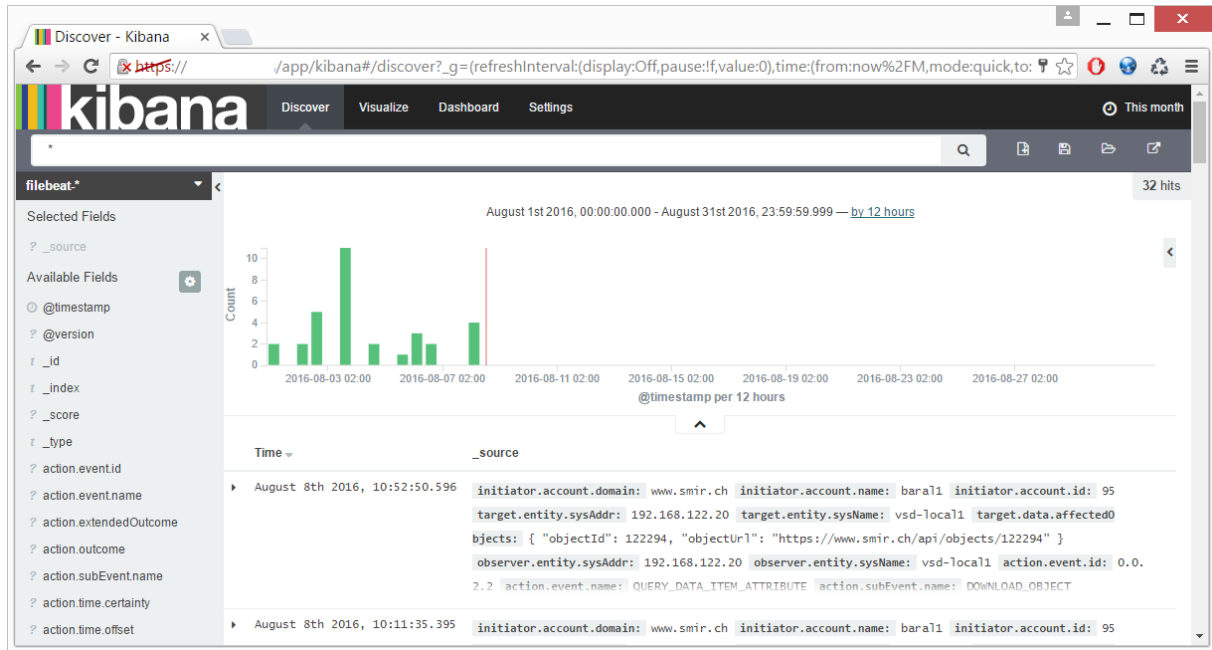 Discover - Kibana
https:// /app/kibana#/discover?_g=(refreshInterval:(display:Off,pause:!f,value:0),time:(from:now%2FM,mode:quick,to:
kibana Discover Visualize Dashboard Settings This month
*
filebeat-* 32 hits
Selected Fields
? _source
Available Fields
@timestamp
? @version
t _id
t _index
? _score
t _type
? action.event.id
? action.event.name
? action.extendedOutcome
? action.outcome
? action.subEvent.name
? action.time.certainty
? action.time.offset
August 1st 2016, 00:00:00.000 - August 31st 2016, 23:59:59.999 — by 12 hours
Count
10
8
6
4
2
0
2016-08-03 02:00 2016-08-07 02:00 2016-08-11 02:00 2016-08-15 02:00 2016-08-19 02:00 2016-08-23 02:00 2016-08-27 02:00
@timestamp per 12 hours
Time _source
August 8th 2016, 10:52:50.596 initiator.account.domain: www.smir.ch initiator.account.name: baral1 initiator.account.id: 95
target.entity.sysAddr: 192.168.122.20 target.entity.sysName: vsd-local1 target.data.affectedO
bjects: { "objectId": 122294, "objectUrl": "https://www.smir.ch/api/objects/122294" }
observer.entity.sysAddr: 192.168.122.20 observer.entity.sysName: vsd-local1 action.event.id: 0.0.
2.2 action.event.name: QUERY_DATA_ITEM_ATTRIBUTE action.subEvent.name: DOWNLOAD_OBJECT
August 8th 2016, 10:11:35.395 initiator.account.domain: www.smir.ch initiator.account.name: baral1 initiator.account.id: 95